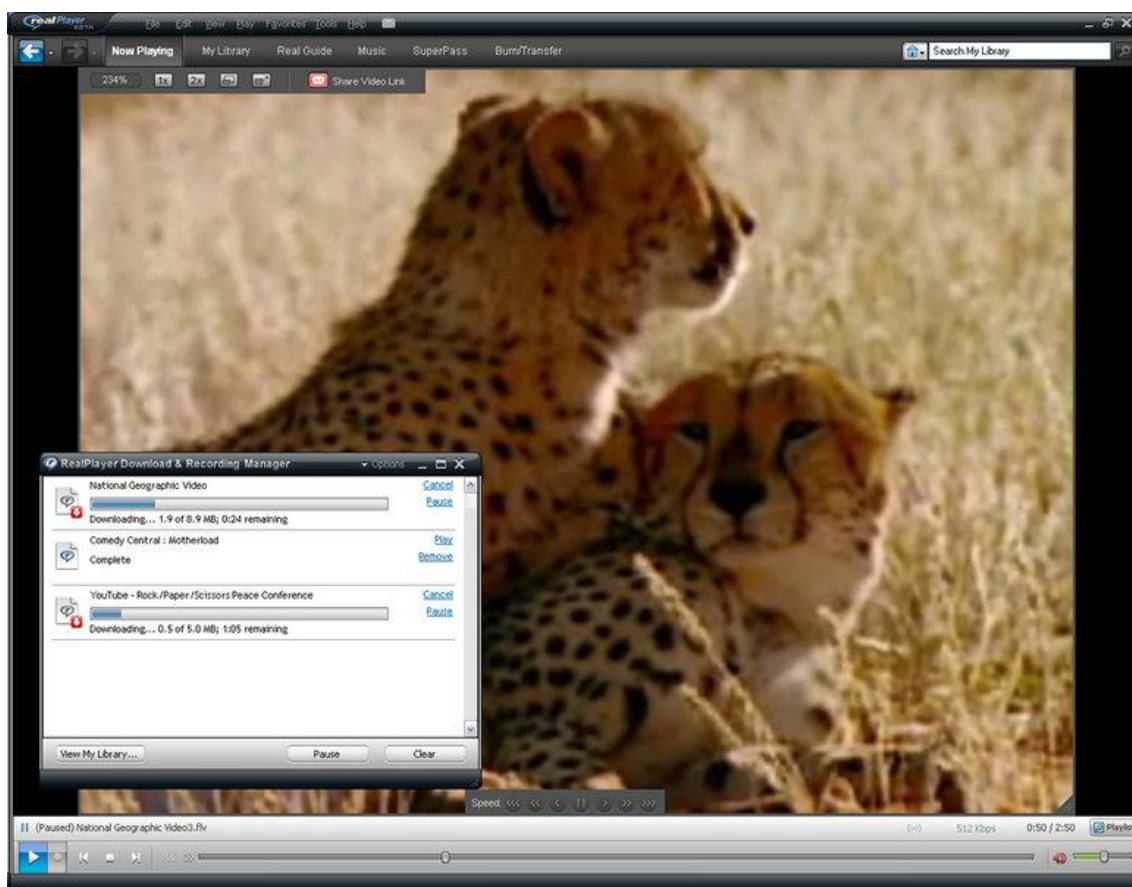 realPlayer
BETA
File Edit View Play Favorites Tools Help
Now Playing My Library Real Guide Music SuperPass Burn/Transfer
Search My Library
234% 1x 2x Share Video Link
RealPlayer Download & Recording Manager Options
National Geographic Video Cancel
Pause
Downloading... 1.9 of 8.9 MB; 0:24 remaining
Comedy Central : Motherload Play
Complete Remove
YouTube - Rock/Paper/Scissors Peace Conference Cancel
Pause
Downloading... 0.5 of 5.0 MB; 1:05 remaining
View My Library... Pause Clear
Speed:
(Paused) National Geographic Video3.flv 512 Kbps 0:50 / 2:50 Playlis